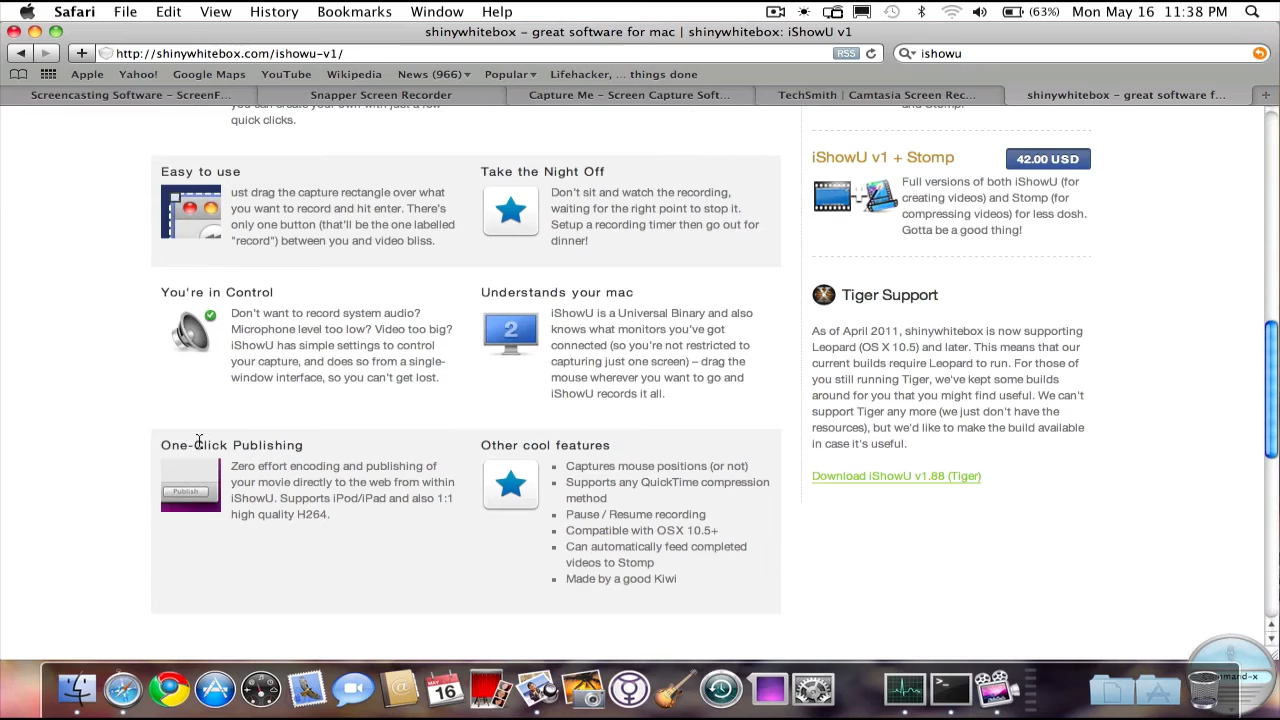 Safari File Edit View History Bookmarks Window Help (63%) Mon May 16 11:38 PM
shinywhitebox – great software for mac | shinywhitebox: iShowU v1
http://shinywhitebox.com/ishowu-v1/ RSS ishowu
Apple Yahoo! Google Maps YouTube Wikipedia News (966) Popular Lifehacker, ... things done
Screencasting Software – ScreenF... Snapper Screen Recorder Capture Me – Screen Capture Soft... TechSmith | Camtasia Screen Rec... shinywhitebox – great software f...
quick clicks.
Easy to use
ust drag the capture rectangle over what
you want to record and hit enter. There's
only one button (that'll be the one labelled
"record") between you and video bliss.
Take the Night Off
Don't sit and watch the recording,
waiting for the right point to stop it.
Setup a recording timer then go out for
dinner!
You're in Control
Don't want to record system audio?
Microphone level too low? Video too big?
iShowU has simple settings to control
your capture, and does so from a single-
window interface, so you can't get lost.
Understands your mac
2
iShowU is a Universal Binary and also
knows what monitors you've got
connected (so you're not restricted to
capturing just one screen) – drag the
mouse wherever you want to go and
iShowU records it all.
One-click Publishing
Publish
Zero effort encoding and publishing of
your movie directly to the web from within
iShowU. Supports iPod/iPad and also 1:1
high quality H264.
Other cool features
Captures mouse positions (or not)
Supports any QuickTime compression
method
Pause / Resume recording
Compatible with OSX 10.5+
Can automatically feed completed
videos to Stomp
Made by a good Kiwi
iShowU v1 + Stomp 42.00 USD
Full versions of both iShowU (for
creating videos) and Stomp (for
compressing videos) for less dosh.
Gotta be a good thing!
Tiger Support
As of April 2011, shinywhitebox is now supporting
Leopard (OS X 10.5) and later. This means that our
current builds require Leopard to run. For those of
you still running Tiger, we've kept some builds
around for you that you might find useful. We can't
support Tiger any more (we just don't have the
resources), but we'd like to make the build available
in case it's useful.
Download iShowU v1.88 (Tiger)
MAY
16
Command-x